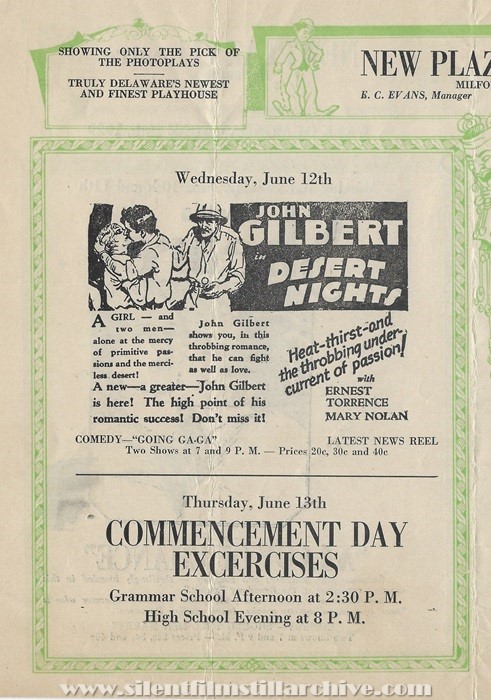 SHOWING ONLY THE PICK OF
THE PHOTOPLAYS
TRULY DELAWARE'S NEWEST
AND FINEST PLAYHOUSE
NEW PLAZ
MILFO
E. C. EVANS, Manager
Wednesday, June 12th
JOHN
GILBERT
in
DESERT
NIGHTS
A GIRL — and
two men—
alone at the mercy
of primitive pas-
sions and the merci-
less desert!
John Gilbert
shows you, in this
throbbing romance,
that he can fight
as well as love.
A new—a greater—John Gilbert
is here! The high point of his
romantic success! Don't miss it!
Heat-thirst-and
the throbbing under-
current of passion!
with
ERNEST
TORRENCE
MARY NOLAN
COMEDY—"GOING GA-GA" LATEST NEWS REEL
Two Shows at 7 and 9 P. M. — Prices 20c, 30c and 40c
Thursday, June 13th
COMMENCEMENT DAY
EXCERCISES
Grammar School Afternoon at 2:30 P. M.
High School Evening at 8 P. M.
www.silentfilmstillarchive.com